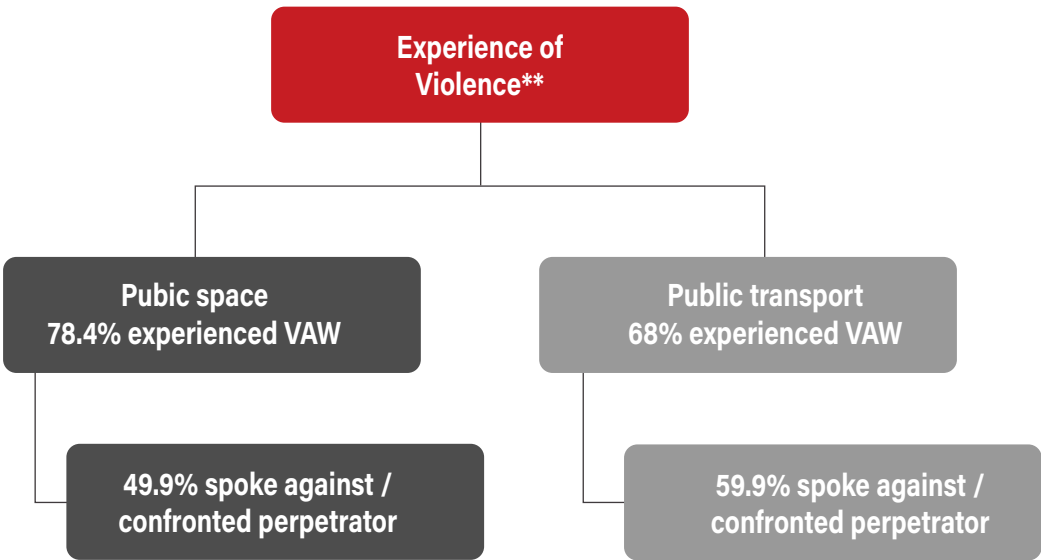 Experience of
Violence**
Pubic space
78.4% experienced VAW
Public transport
68% experienced VAW
49.9% spoke against /
confronted perpetrator
59.9% spoke against /
confronted perpetrator